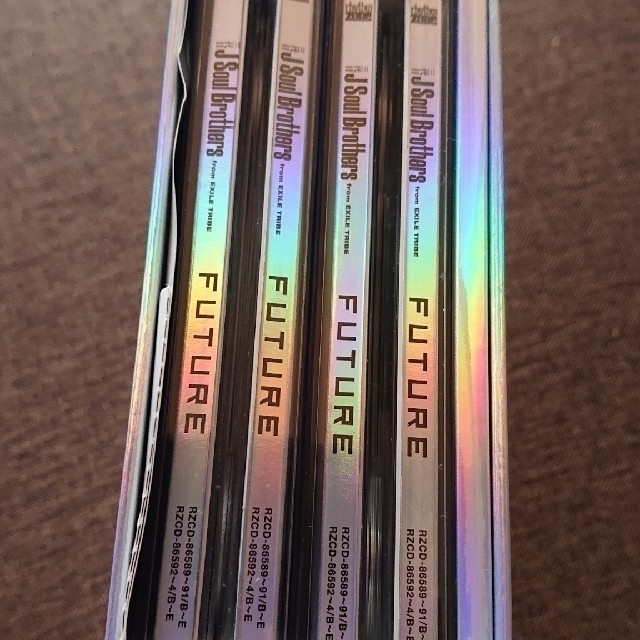 J Soul Brothers from EXILE TRIBE
FUTURE
RZCD-86589~91/B~E
RZCD-86592~4/B~E
J Soul Brothers from EXILE TRIBE
FUTURE
RZCD-86589~91/B~E
RZCD-86592~4/B~E
rhythm
zone
J Soul Brothers from EXILE TRIBE
FUTURE
RZCD-86589~91/B~
RZCD-86592~4/B~E
rhythm
zone
J Soul Brothers from EXILE TRIBE
FUTURE
RZCD-86589~91/B~
RZCD-86592~4/B~E